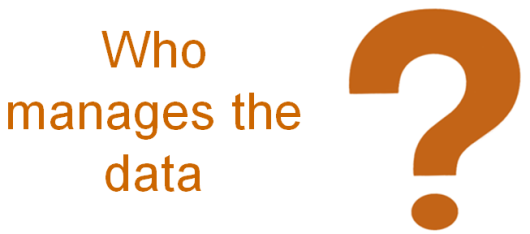 Who
manages the
data
?